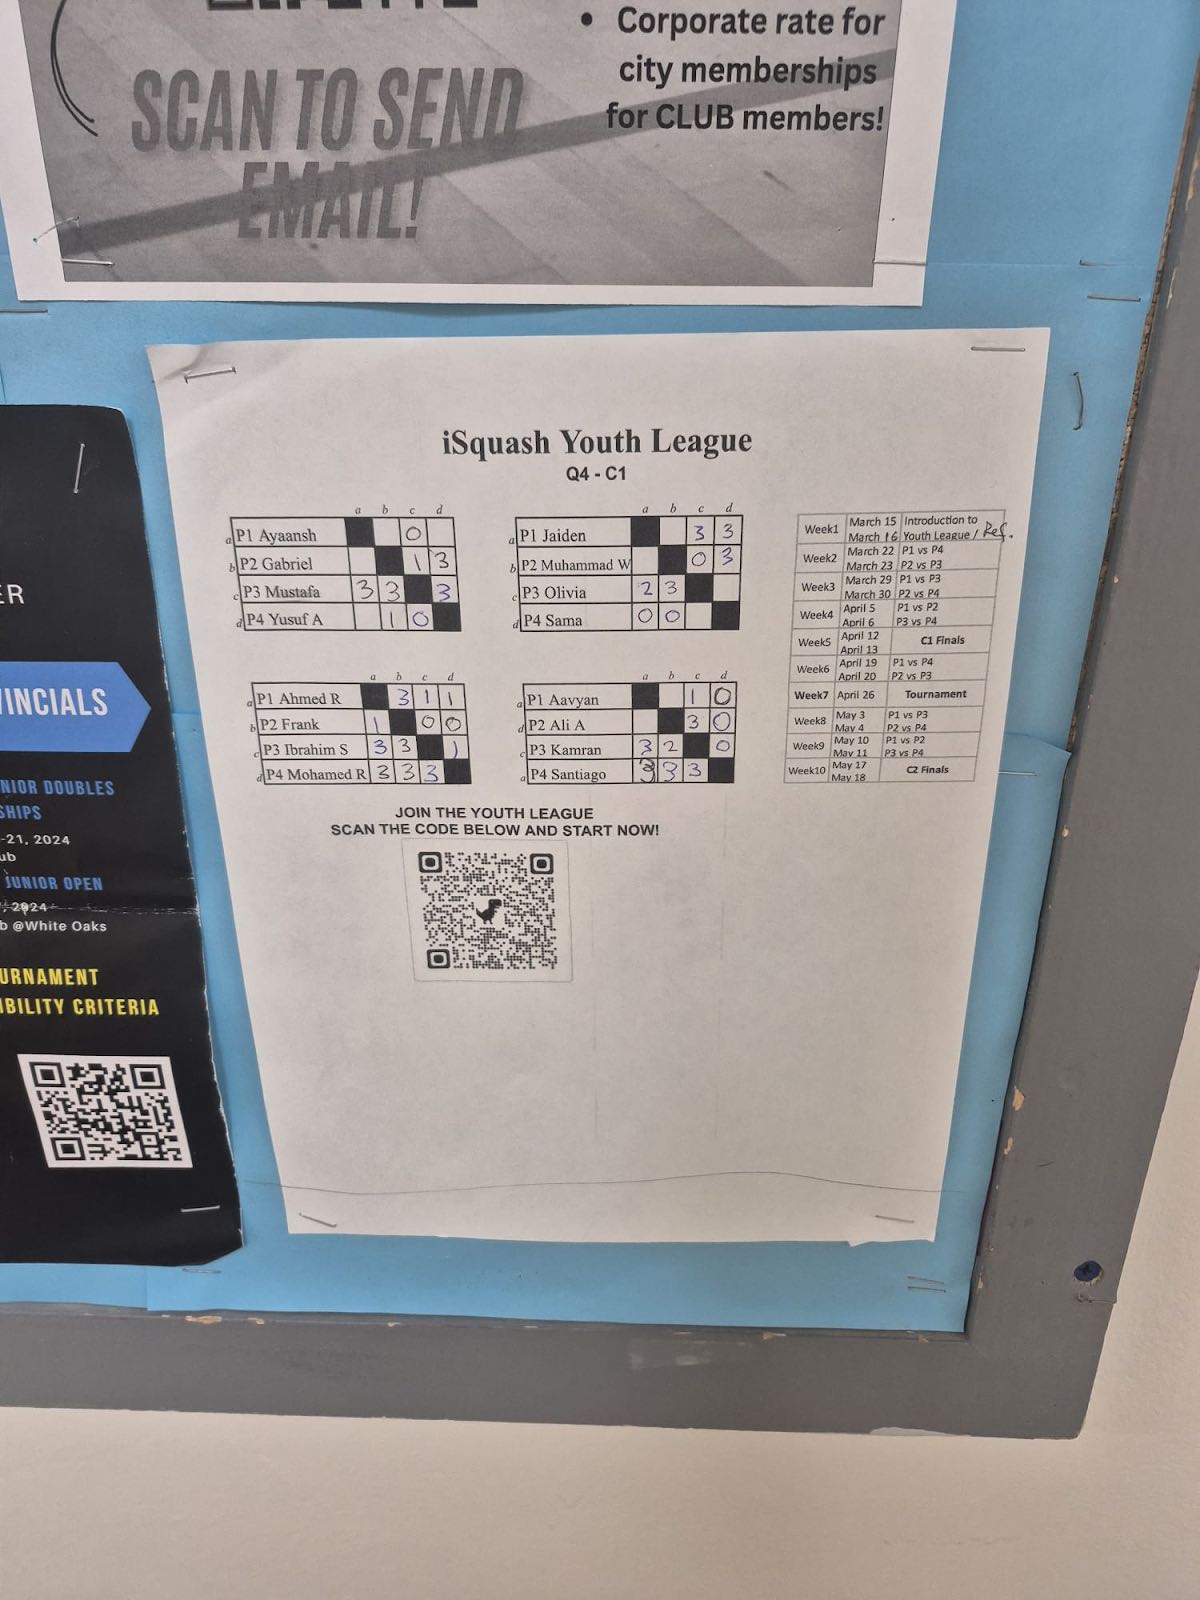 SCAN TO SEND
EMAIL!
• Corporate rate for
city memberships
for CLUB members!
iSquash Youth League
Q4 - C1
a b c d
a P1 Ayaansh 0
b P2 Gabriel 1 3
c P3 Mustafa 3 3 3
d P4 Yusuf A 1 0
a b c d
a P1 Jaiden 3 3
b P2 Muhammad W 0 3
c P3 Olivia 2 3
d P4 Sama 0 0
a b c d
a P1 Ahmed R 3 1 1
b P2 Frank 1 0 0
c P3 Ibrahim S 3 3 1
d P4 Mohamed R 3 3 3
a b c d
a P1 Aavyan 1 0
d P2 Ali A 3 0
c P3 Kamran 3 2 0
a P4 Santiago 3 3 3
Week1 March 15 Introduction to
March 16 Youth League / Ref.
Week2 March 22 P1 vs P4
March 23 P2 vs P3
Week3 March 29 P1 vs P3
March 30 P2 vs P4
Week4 April 5 P1 vs P2
April 6 P3 vs P4
Week5 April 12 C1 Finals
April 13
Week6 April 19 P1 vs P4
April 20 P2 vs P3
Week7 April 26 Tournament
Week8 May 3 P1 vs P3
May 4 P2 vs P4
Week9 May 10 P1 vs P2
May 11 P3 vs P4
Week10 May 17 C2 Finals
May 18
JOIN THE YOUTH LEAGUE
SCAN THE CODE BELOW AND START NOW!
ER
VINCIALS
NIOR DOUBLES
SHIPS
-21, 2024
ub
JUNIOR OPEN
, 2024
b @White Oaks
URNAMENT
IBILITY CRITERIA